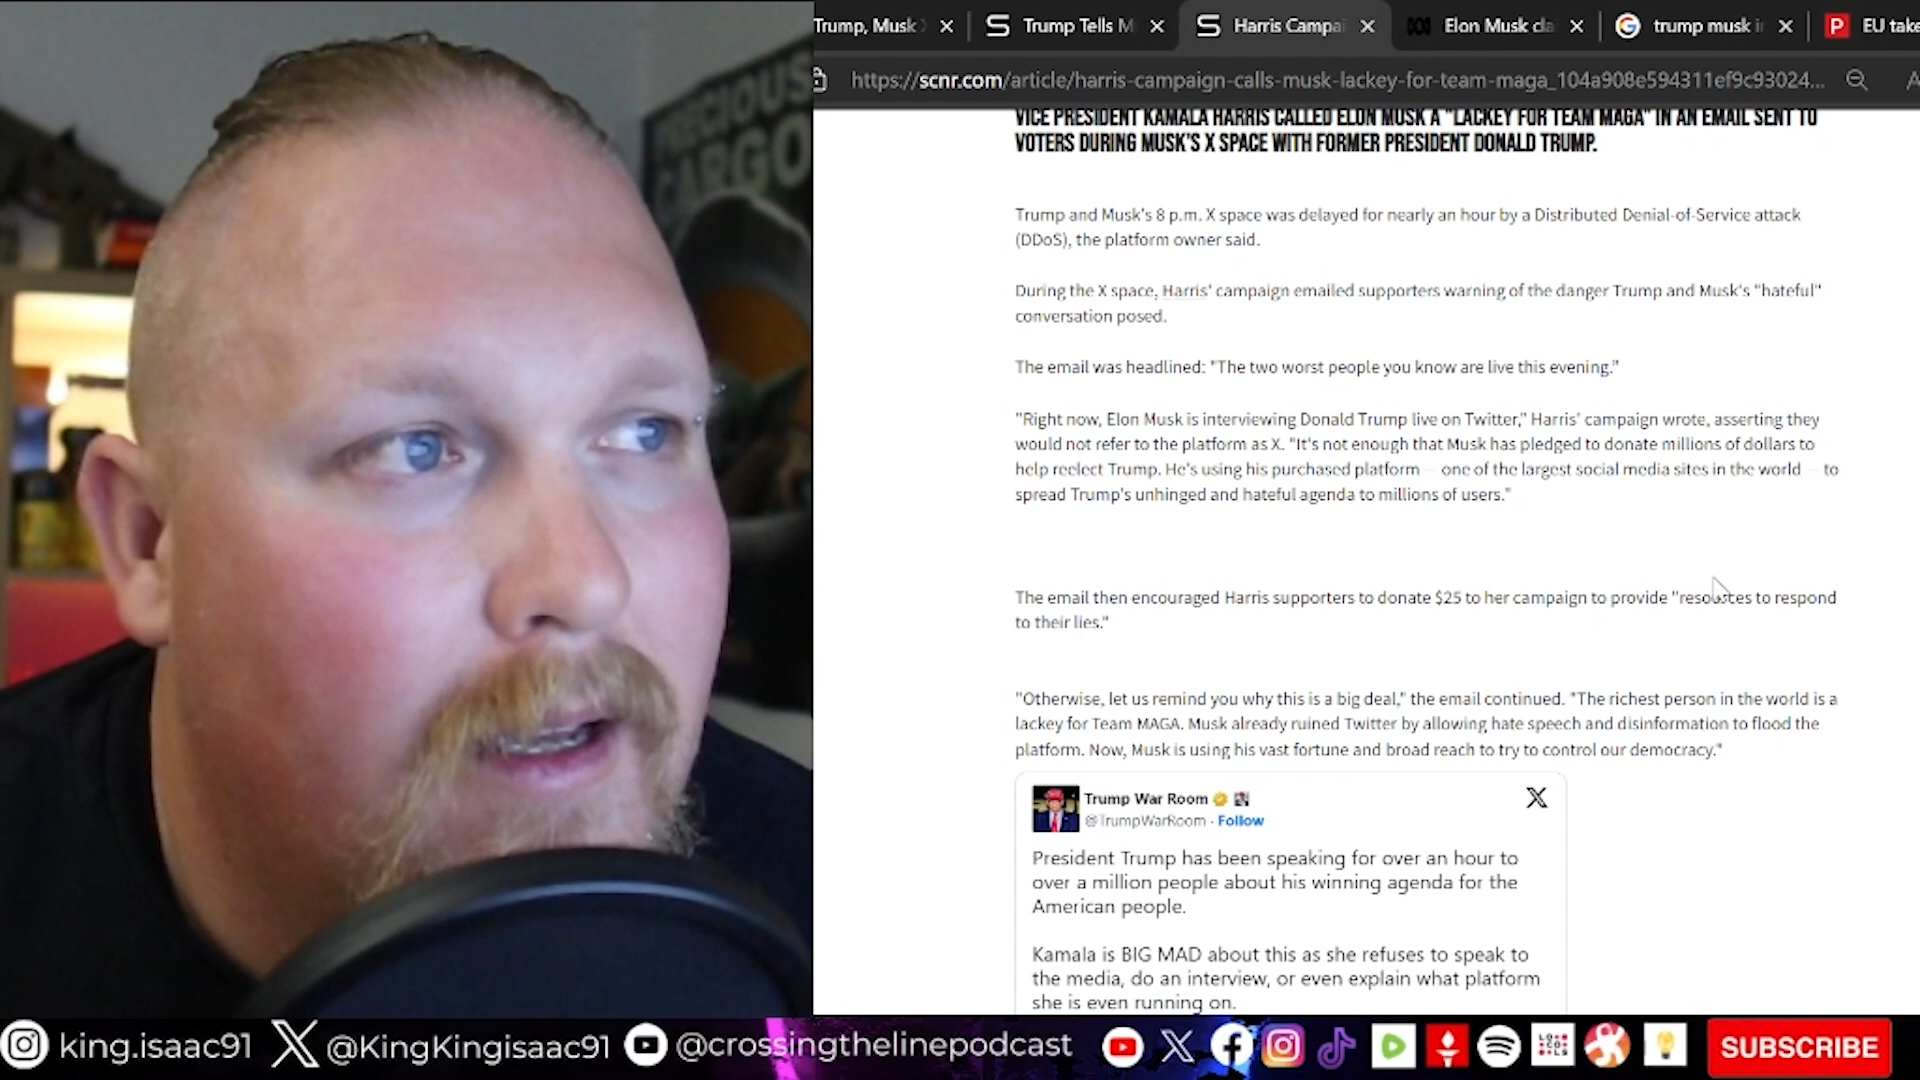 PRECIOUS
CARGO
Trump, Musk
Trump Tells M
Harris Campai
Elon Musk cla
trump musk i
EU take
https://scnr.com/article/harris-campaign-calls-musk-lackey-for-team-maga_104a908e594311ef9c93024...
VICE PRESIDENT KAMALA HARRIS CALLED ELON MUSK A "LACKEY FOR TEAM MAGA" IN AN EMAIL SENT TO
VOTERS DURING MUSK'S X SPACE WITH FORMER PRESIDENT DONALD TRUMP.
Trump and Musk's 8 p.m. X space was delayed for nearly an hour by a Distributed Denial-of-Service attack
(DDoS), the platform owner said.
During the X space, Harris' campaign emailed supporters warning of the danger Trump and Musk's "hateful"
conversation posed.
The email was headlined: "The two worst people you know are live this evening."
"Right now, Elon Musk is interviewing Donald Trump live on Twitter," Harris' campaign wrote, asserting they
would not refer to the platform as X. "It's not enough that Musk has pledged to donate millions of dollars to
help reelect Trump. He's using his purchased platform — one of the largest social media sites in the world — to
spread Trump's unhinged and hateful agenda to millions of users."
The email then encouraged Harris supporters to donate $25 to her campaign to provide "resources to respond
to their lies."
"Otherwise, let us remind you why this is a big deal," the email continued. "The richest person in the world is a
lackey for Team MAGA. Musk already ruined Twitter by allowing hate speech and disinformation to flood the
platform. Now, Musk is using his vast fortune and broad reach to try to control our democracy."
Trump War Room
@TrumpWarRoom · Follow
President Trump has been speaking for over an hour to
over a million people about his winning agenda for the
American people.
Kamala is BIG MAD about this as she refuses to speak to
the media, do an interview, or even explain what platform
she is even running on.
king.isaac91 @KingKingisaac91 @crossingthelinepodcast SUBSCRIBE